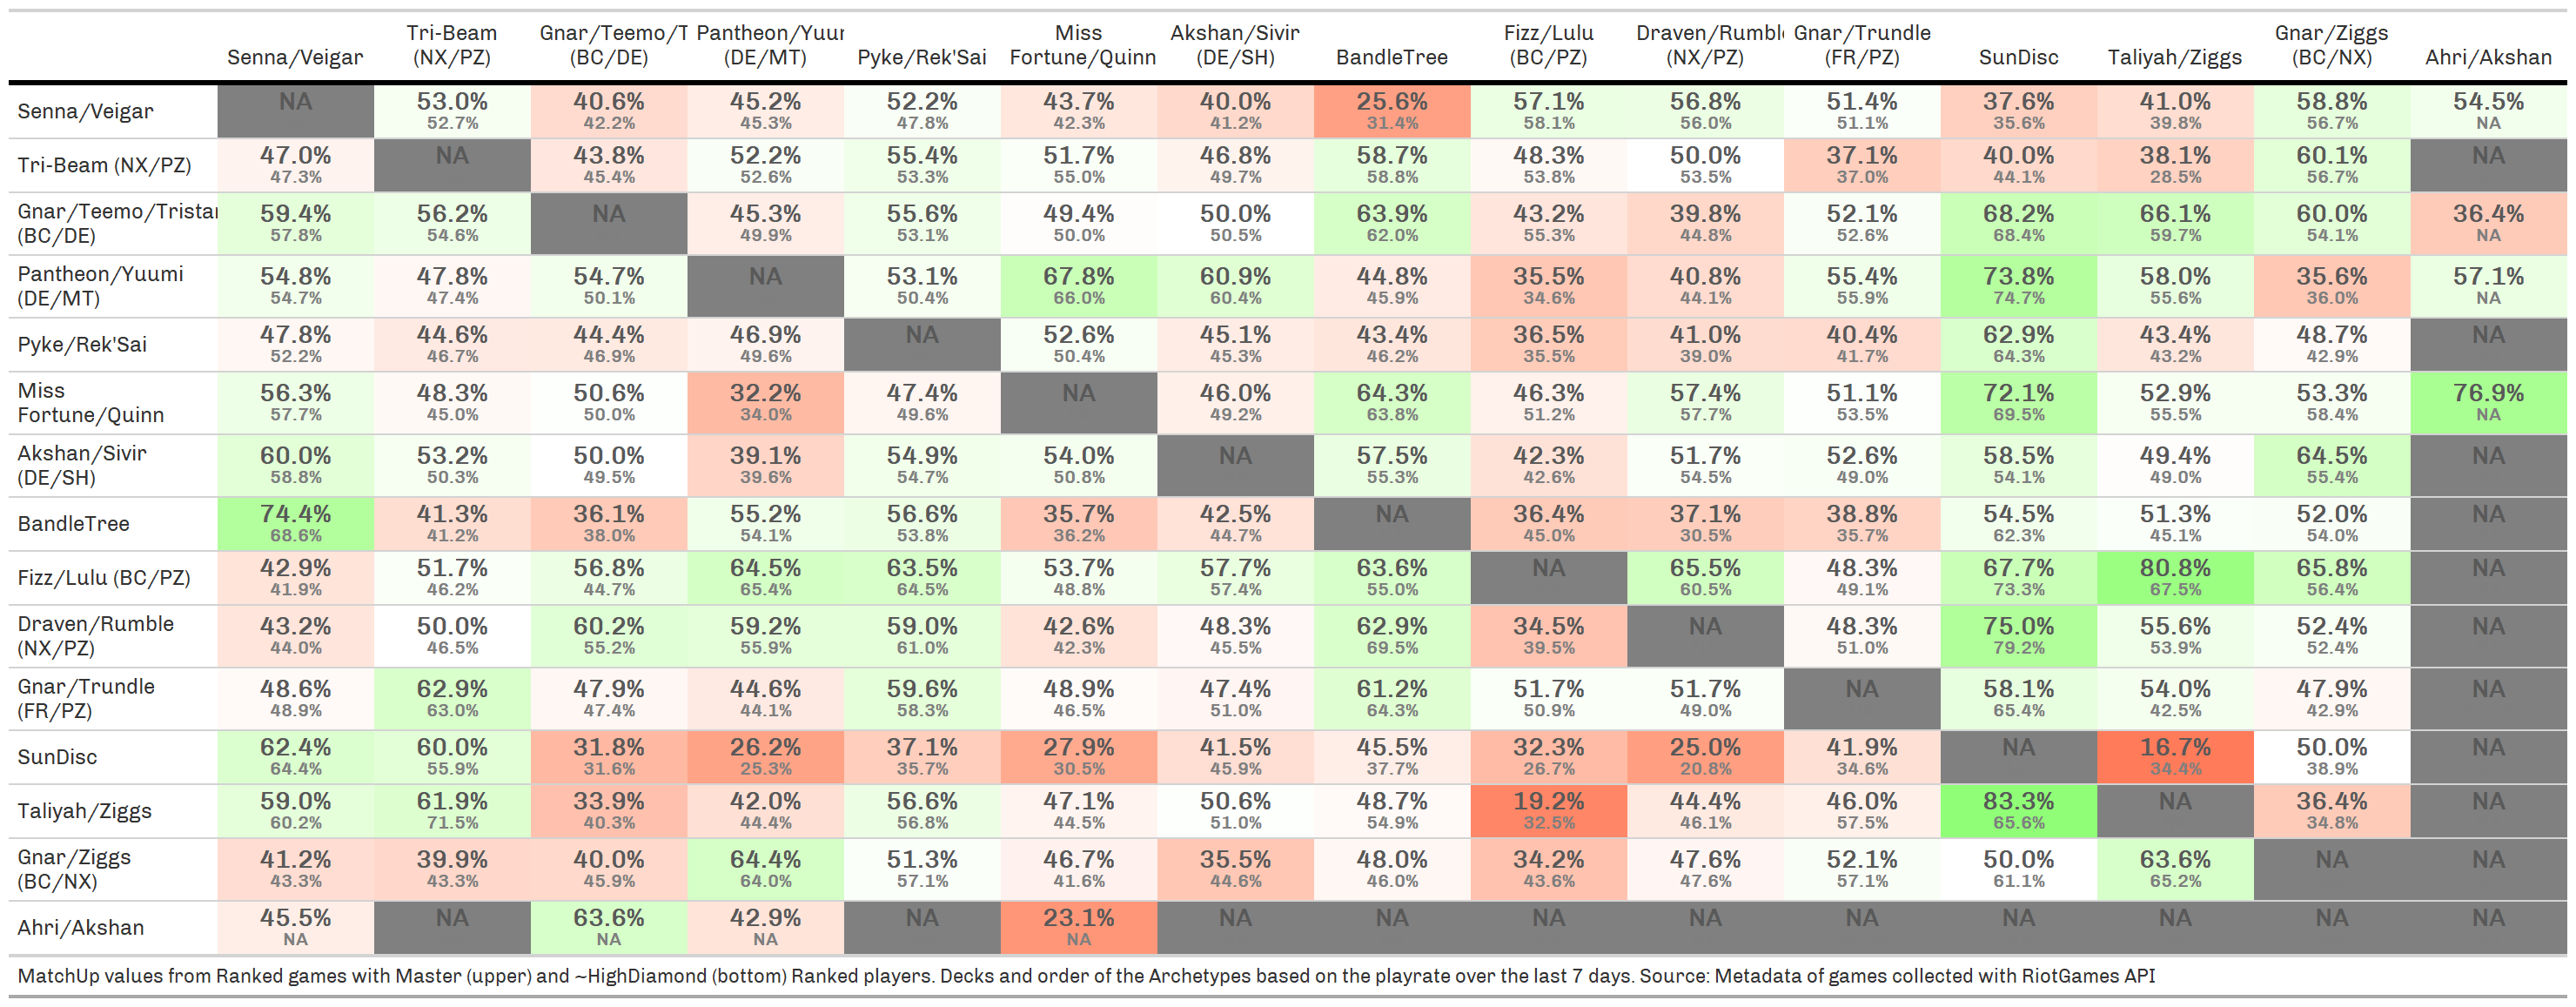 Senna/Veigar Tri-Beam (NX/PZ) Gnar/Teemo/T (BC/DE) Pantheon/Yuur (DE/MT) Pyke/Rek'Sai Miss Fortune/Quinn Akshan/Sivir (DE/SH) BandleTree Fizz/Lulu (BC/PZ) Draven/Rumbl (NX/PZ) Gnar/Trundle (FR/PZ) SunDisc Taliyah/Ziggs Gnar/Ziggs (BC/NX) Ahri/Akshan
Senna/Veigar NA 53.0% 40.6% 45.2% 52.2% 43.7% 40.0% 25.6% 57.1% 56.8% 51.4% 37.6% 41.0% 58.8% 54.5%
52.7% 42.2% 45.3% 47.8% 42.3% 41.2% 31.4% 58.1% 56.0% 51.1% 35.6% 39.8% 56.7% NA
Tri-Beam (NX/PZ) 47.0% NA 43.8% 52.2% 55.4% 51.7% 46.8% 58.7% 48.3% 50.0% 37.1% 40.0% 38.1% 60.1% NA
47.3% 45.4% 52.6% 53.3% 55.0% 49.7% 58.8% 53.8% 53.5% 37.0% 44.1% 28.5% 56.7%
Gnar/Teemo/Tristar 59.4% 56.2% NA 45.3% 55.6% 49.4% 50.0% 63.9% 43.2% 39.8% 52.1% 68.2% 66.1% 60.0% 36.4%
(BC/DE) 57.8% 54.6% 49.9% 53.1% 50.0% 50.5% 62.0% 55.3% 44.8% 52.6% 68.4% 59.7% 54.1% NA
Pantheon/Yuumi 54.8% 47.8% 54.7% NA 53.1% 67.8% 60.9% 44.8% 35.5% 40.8% 55.4% 73.8% 58.0% 35.6% 57.1%
(DE/MT) 54.7% 47.4% 50.1% 50.4% 66.0% 60.4% 45.9% 34.6% 44.1% 55.9% 74.7% 55.6% 36.0% NA
Pyke/Rek'Sai 47.8% 44.6% 44.4% 46.9% NA 52.6% 45.1% 43.4% 36.5% 41.0% 40.4% 62.9% 43.4% 48.7% NA
52.2% 46.7% 46.9% 49.6% 50.4% 45.3% 46.2% 35.5% 39.0% 41.7% 64.3% 43.2% 42.9%
Miss 56.3% 48.3% 50.6% 32.2% 47.4% NA 46.0% 64.3% 46.3% 57.4% 51.1% 72.1% 52.9% 53.3% 76.9%
Fortune/Quinn 57.7% 45.0% 50.0% 34.0% 49.6% 49.2% 63.8% 51.2% 57.7% 53.5% 69.5% 55.5% 58.4% NA
Akshan/Sivir 60.0% 53.2% 50.0% 39.1% 54.9% 54.0% NA 57.5% 42.3% 51.7% 52.6% 58.5% 49.4% 64.5% NA
(DE/SH) 58.8% 50.3% 49.5% 39.6% 54.7% 50.8% 55.3% 42.6% 54.5% 49.0% 54.1% 49.0% 55.4%
BandleTree 74.4% 41.3% 36.1% 55.2% 56.6% 35.7% 42.5% NA 36.4% 37.1% 38.8% 54.5% 51.3% 52.0% NA
68.6% 41.2% 38.0% 54.1% 53.8% 36.2% 44.7% 45.0% 30.5% 35.7% 62.3% 45.1% 54.0%
Fizz/Lulu (BC/PZ) 42.9% 51.7% 56.8% 64.5% 63.5% 53.7% 57.7% 63.6% NA 65.5% 48.3% 67.7% 80.8% 65.8% NA
41.9% 46.2% 44.7% 65.4% 64.5% 48.8% 57.4% 55.0% 60.5% 49.1% 73.3% 67.5% 56.4%
Draven/Rumble 43.2% 50.0% 60.2% 59.2% 59.0% 42.6% 48.3% 62.9% 34.5% NA 48.3% 75.0% 55.6% 52.4% NA
(NX/PZ) 44.0% 46.5% 55.2% 55.9% 61.0% 42.3% 45.5% 69.5% 39.5% 51.0% 79.2% 53.9% 52.4%
Gnar/Trundle 48.6% 62.9% 47.9% 44.6% 59.6% 48.9% 47.4% 61.2% 51.7% 51.7% NA 58.1% 54.0% 47.9% NA
(FR/PZ) 48.9% 63.0% 47.4% 44.1% 58.3% 46.5% 51.0% 64.3% 50.9% 49.0% 65.4% 42.5% 42.9%
SunDisc 62.4% 60.0% 31.8% 26.2% 37.1% 27.9% 41.5% 45.5% 32.3% 25.0% 41.9% NA 16.7% 50.0% NA
64.4% 55.9% 31.6% 25.3% 35.7% 30.5% 45.9% 37.7% 26.7% 20.8% 34.6% 34.4% 38.9%
Taliyah/Ziggs 59.0% 61.9% 33.9% 42.0% 56.6% 47.1% 50.6% 48.7% 19.2% 44.4% 46.0% 83.3% NA 36.4% NA
60.2% 71.5% 40.3% 44.4% 56.8% 44.5% 51.0% 54.9% 32.5% 46.1% 57.5% 65.6% 34.8%
Gnar/Ziggs 41.2% 39.9% 40.0% 64.4% 51.3% 46.7% 35.5% 48.0% 34.2% 47.6% 52.1% 50.0% 63.6% NA NA
(BC/NX) 43.3% 43.3% 45.9% 64.0% 57.1% 41.6% 44.6% 46.0% 43.6% 47.6% 57.1% 61.1% 65.2%
Ahri/Akshan 45.5% NA 63.6% 42.9% NA 23.1% NA NA NA NA NA NA NA NA NA
NA NA NA NA
MatchUp values from Ranked games with Master (upper) and ~HighDiamond (bottom) Ranked players. Decks and order of the Archetypes based on the playrate over the last 7 days. Source: Metadata of games collected with RiotGames API